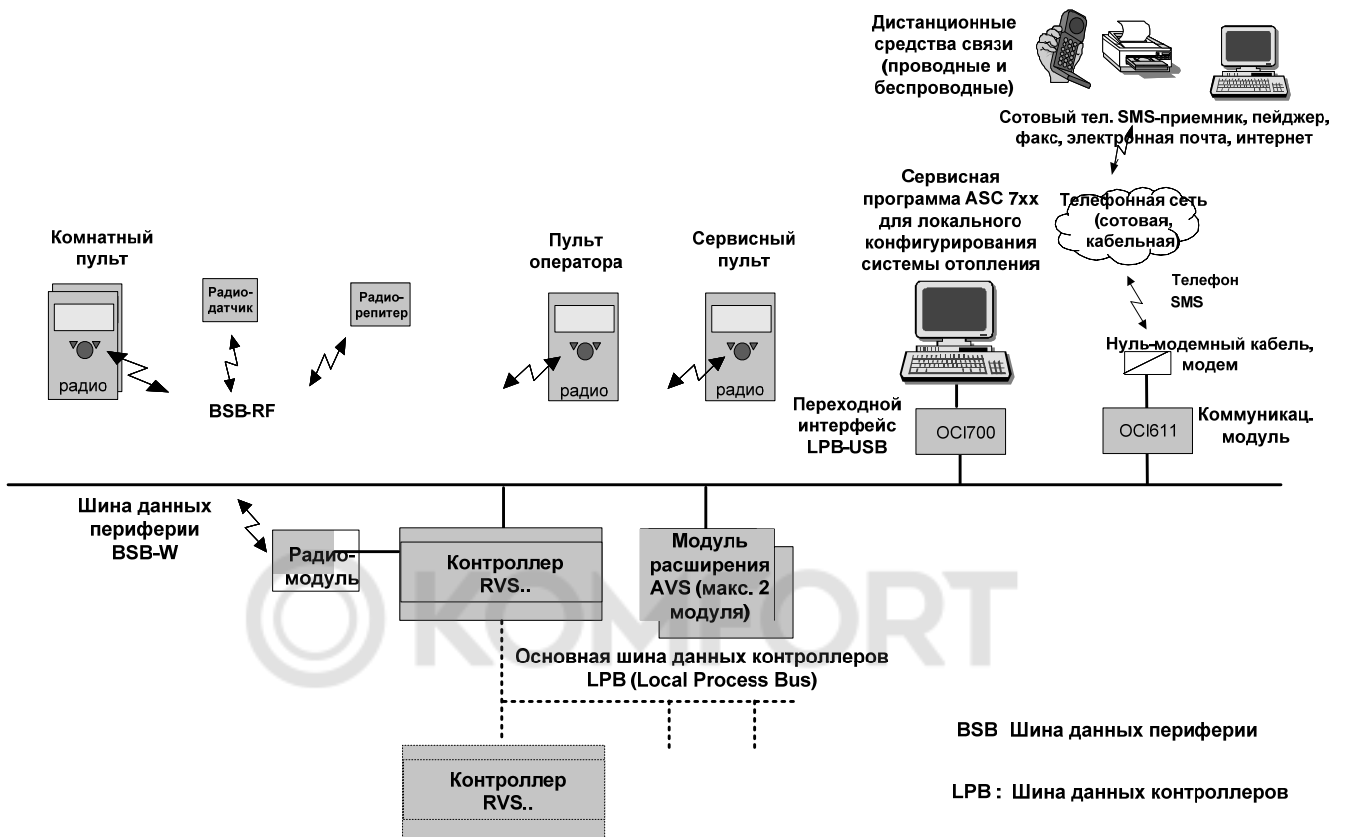 Дистанционные
средства связи
(проводные и
беспроводные)
Сотовый тел. SMS-приемник, пейджер,
факс, электронная почта, интернет
Сервисная
программа ASC 7xx
для локального
конфигурирования
системы отопления
Телефонная сеть
(сотовая,
кабельная)
Комнатный
пульт
Радио-
датчик
Радио-
репитер
Пульт
оператора
Сервисный
пульт
Телефон
SMS
Нуль-модемный кабель,
модем
радио
радио
радио
BSB-RF
Переходной
интерфейс
LPB-USB
OCI700
OCI611
Коммуникац.
модуль
Шина данных
периферии
BSB-W
Радио-
модуль
Контроллер
RVS..
Модуль
расширения
AVS (макс. 2
модуля)
KOMFORT
Основная шина данных контроллеров
LPB (Local Process Bus)
Контроллер
RVS..
BSB Шина данных периферии
LPB : Шина данных контроллеров